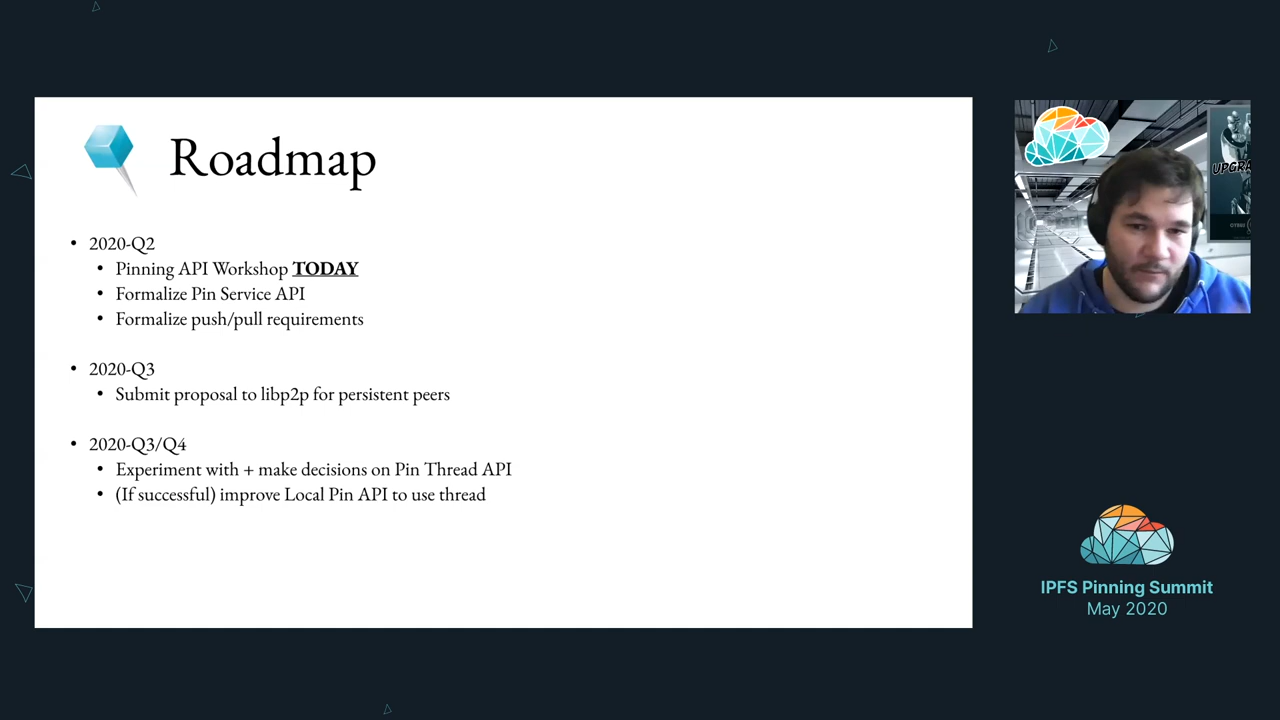 Roadmap
• 2020-Q2
• Pinning API Workshop TODAY
• Formalize Pin Service API
• Formalize push/pull requirements
• 2020-Q3
• Submit proposal to libp2p for persistent peers
• 2020-Q3/Q4
• Experiment with + make decisions on Pin Thread API
• (If successful) improve Local Pin API to use thread
UPGRA
IPFS Pinning Summit
May 2020